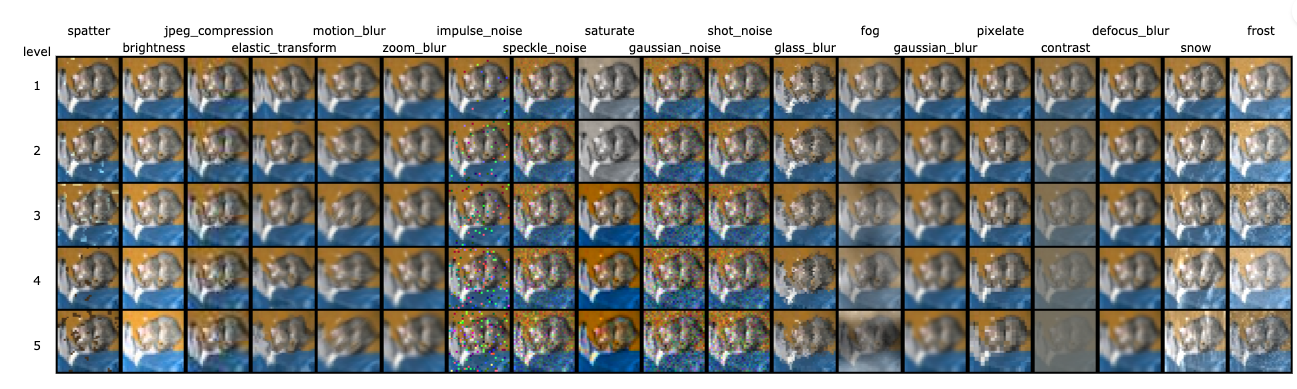 spatter jpeg_compression motion_blur impulse_noise saturate shot_noise fog pixelate defocus_blur frost
level brightness elastic_transform zoom_blur speckle_noise gaussian_noise glass_blur gaussian_blur contrast snow
1
2
3
4
5